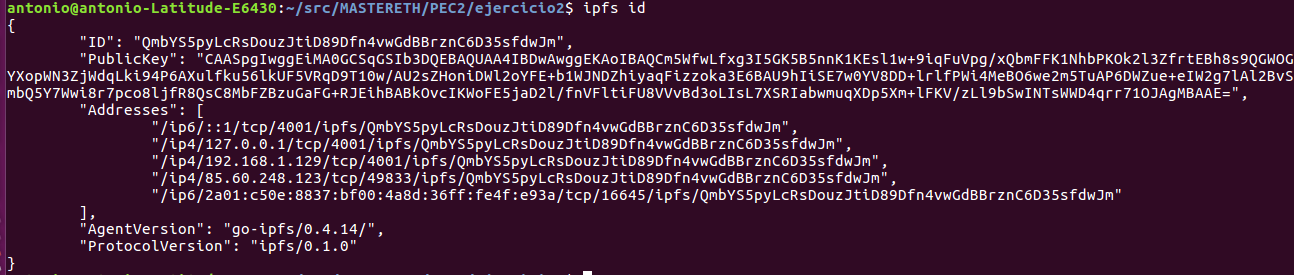 antonio@antonio-Latitude-E6430:~/src/MASTERETH/PEC2/ejercicio2$ ipfs id
{
"ID": "QmbYS5pyLcRsDouzJtiD89Dfn4vwGdBBrznC6D35sfdwJm",
"PublicKey": "CAASpgIwggEiMA0GCSqGSIb3DQEBAQUAA4IBDwAwggEKAoIBAQCm5WfwLfxg3I5GK5B5nnK1KEsl1w+9iqFuVpg/xQbmFFK1NhbPKOk2l3ZfrtEBh8s9QGWOG
YXopWN3ZjWdqLki94P6AXulfku56lkUF5VRqD9T10w/AU2sZHoniDWl2oYFE+b1WJNDZhiyaqFizzoka3E6BAU9hIiSE7w0YV8DD+lrlfPWi4MeBO6we2m5TuAP6DWZue+eIW2g7lAl2BvS
mbQ5Y7Wwi8r7pco8ljfR8QsC8MbFZBzuGaFG+RJEihBABkOvcIKWoFE5jaD2l/fnVFltiFU8VVvBd3oLIsL7XSRIabwmuqXDp5Xm+lFKV/zLl9bSwINTsWWD4qrr71OJAgMBAAE=",
"Addresses": [
"/ip6/::1/tcp/4001/ipfs/QmbYS5pyLcRsDouzJtiD89Dfn4vwGdBBrznC6D35sfdwJm",
"/ip4/127.0.0.1/tcp/4001/ipfs/QmbYS5pyLcRsDouzJtiD89Dfn4vwGdBBrznC6D35sfdwJm",
"/ip4/192.168.1.129/tcp/4001/ipfs/QmbYS5pyLcRsDouzJtiD89Dfn4vwGdBBrznC6D35sfdwJm",
"/ip4/85.60.248.123/tcp/49833/ipfs/QmbYS5pyLcRsDouzJtiD89Dfn4vwGdBBrznC6D35sfdwJm",
"/ip6/2a01:c50e:8837:bf00:4a8d:36ff:fe4f:e93a/tcp/16645/ipfs/QmbYS5pyLcRsDouzJtiD89Dfn4vwGdBBrznC6D35sfdwJm"
],
"AgentVersion": "go-ipfs/0.4.14/",
"ProtocolVersion": "ipfs/0.1.0"
}